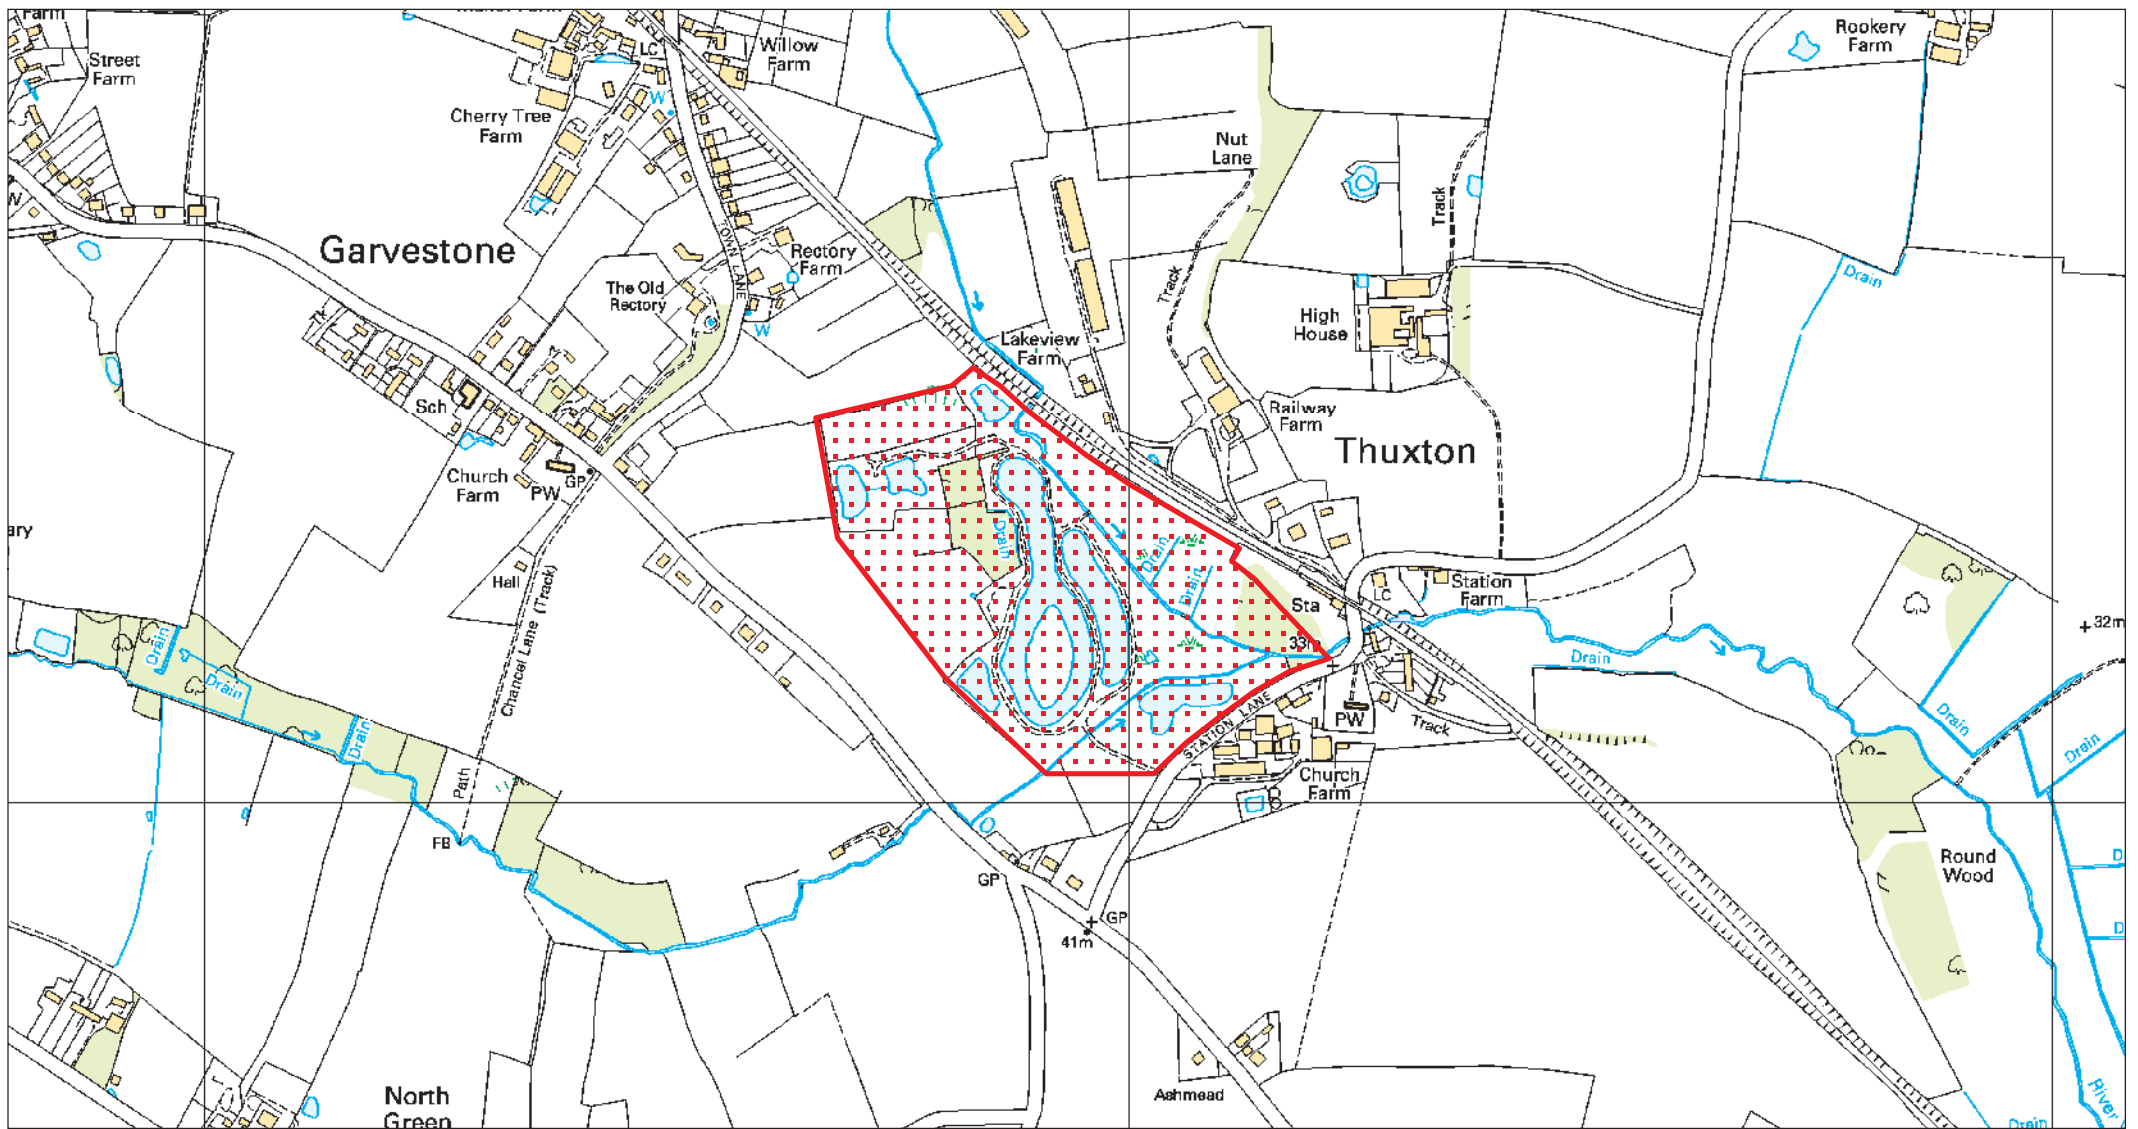 Farm
Street
Farm
LC
Willow
Farm
Rookery
Farm
Cherry Tree
Farm
W
Nut
Lane
Track
W
Garvestone
TOWN LANE
Rectory
Farm
The Old
Rectory
W
Track
Drain
High
House
Lakeview
Farm
Sch
Railway
Farm
Thuxton
Church
Farm
PW
GP
ary
Drain
Drain
Drain
Hall
Chancel Lane (Track)
Station
Farm
LC
Sta
33m
32m
Drain
Drain
Drain
Drain
PW
Track
STATION LANE
Drain
Drain
Path
Church
Farm
FB
GP
Round
Wood
D
GP
41m
D
Ashmead
North
Green
River
Drain